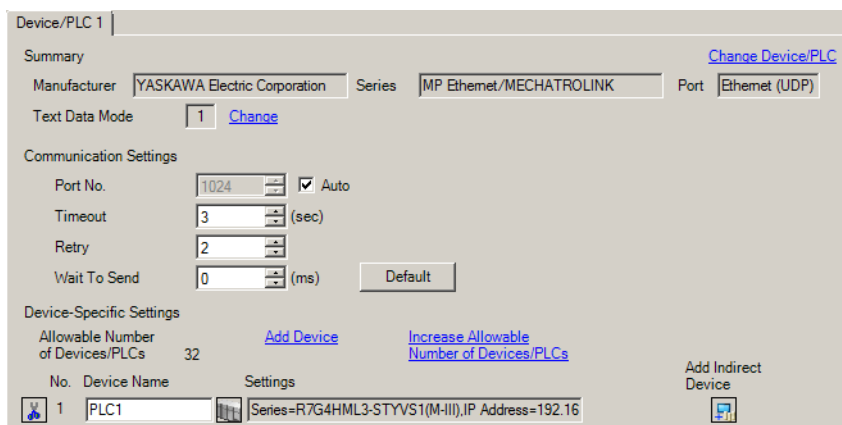 Device/PLC 1
Summary
Change Device/PLC
Manufacturer YASKAWA Electric Corporation Series MP Ethernet/MECHATROLINK Port Ethernet (UDP)
Text Data Mode 1 Change
Communication Settings
Port No. 1024 Auto
Timeout 3 (sec)
Retry 2
Wait To Send 0 (ms) Default
Device-Specific Settings
Allowable Number Add Device Increase Allowable
of Devices/PLCs 32 Number of Devices/PLCs
Add Indirect
No. Device Name Settings Device
1 PLC1 Series=R7G4HML3-STYVS1(M-III),IP Address=192.16